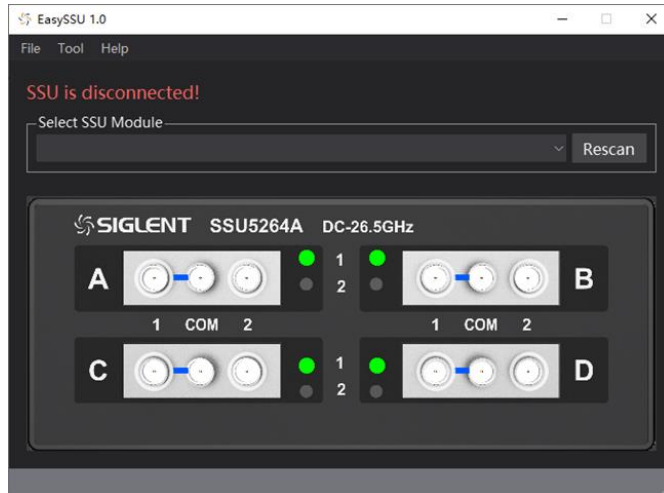 EasySSU 1.0
File Tool Help
SSU is disconnected!
Select SSU Module
Rescan
SIGLENT SSU5264A DC-26.5GHz
A 1 B
2
1 COM 2 1 COM 2
C 1 D
2